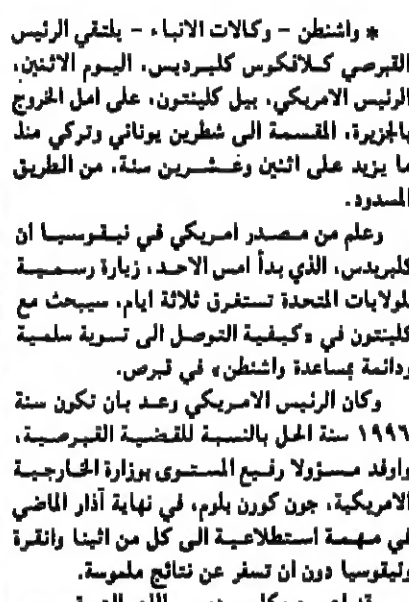 * واشنطن - وكالات الانباء - يلتقي الرئيس
القبرصي كلافكوس كليرديس، اليوم الاثنين،
الرئيس الامريكي، بيل كلينتون، على امل الخروج
بالجزيرة، المقسمة الى شطرين يوناني وتركي منذ
ما يزيد على اثنين وعشرين سنة، من الطريق
المسدود.
وعلم من مصدر امريكي في نيقوسيا ان
كليريدس، الذي بدأ امس الاحد، زيارة رسمية
للولايات المتحدة تستغرق ثلاثة ايام، سيبحث مع
كلينتون في «كيفية التوصل الى تسوية سلمية
ودائمة بمساعدة واشنطن» في قبرص.
وكان الرئيس الامريكي وعد بان تكون سنة
١٩٩٦ سنة الحل بالنسبة للقضية القبرصية،
واوفد مسؤولا رفيع المستوى بوزارة الخارجية
الامريكية، جون كورن بلوم، في نهاية آذار الماضي
في مهمة استطلاعية الى كل من اثينا وانقرة
ونيقوسيا دون ان تسفر عن نتائج ملموسة.